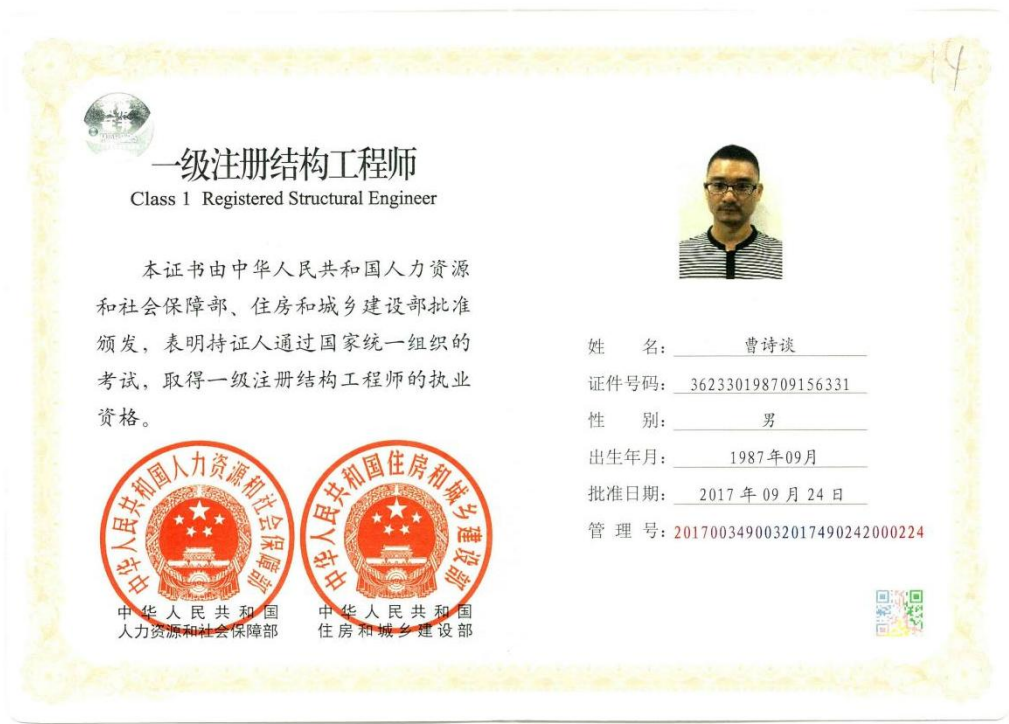 14
一级注册结构工程师
Class 1 Registered Structural Engineer
本证书由中华人民共和国人力资源
和社会保障部、住房和城乡建设部批准
颁发，表明持证人通过国家统一组织的
考试，取得一级注册结构工程师的执业
资格。
中华人民共和国人力资源和社会保障部
中华人民共和国住房和城乡建设部
中华人民共和国
人力资源和社会保障部
中华人民共和国
住房和城乡建设部
姓 名：曹诗谈
证件号码：362330198709156331
性 别：男
出生年月：1987年09月
批准日期：2017 年 09 月 24 日
管 理 号：2017003490032017490242000224